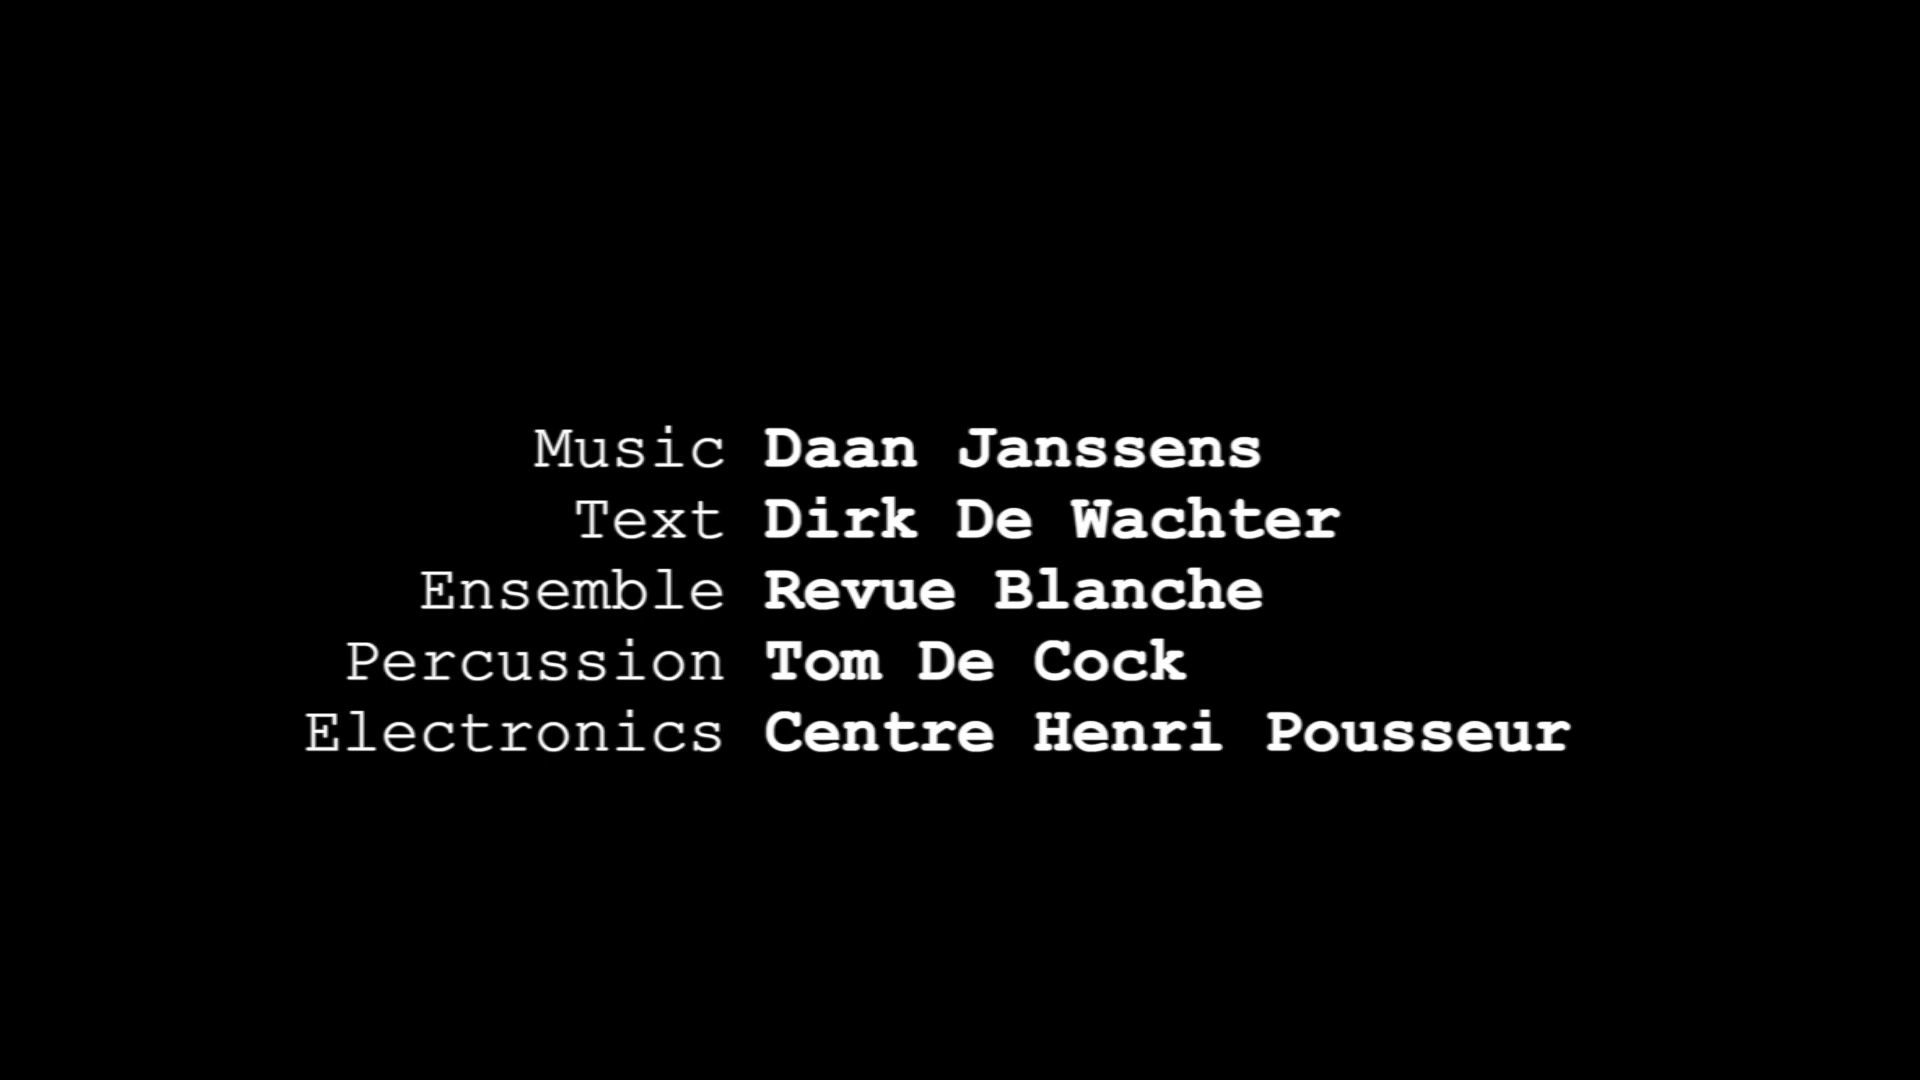 Music Daan Janssens
Text Dirk De Wachter
Ensemble Revue Blanche
Percussion Tom De Cock
Electronics Centre Henri Pousseur